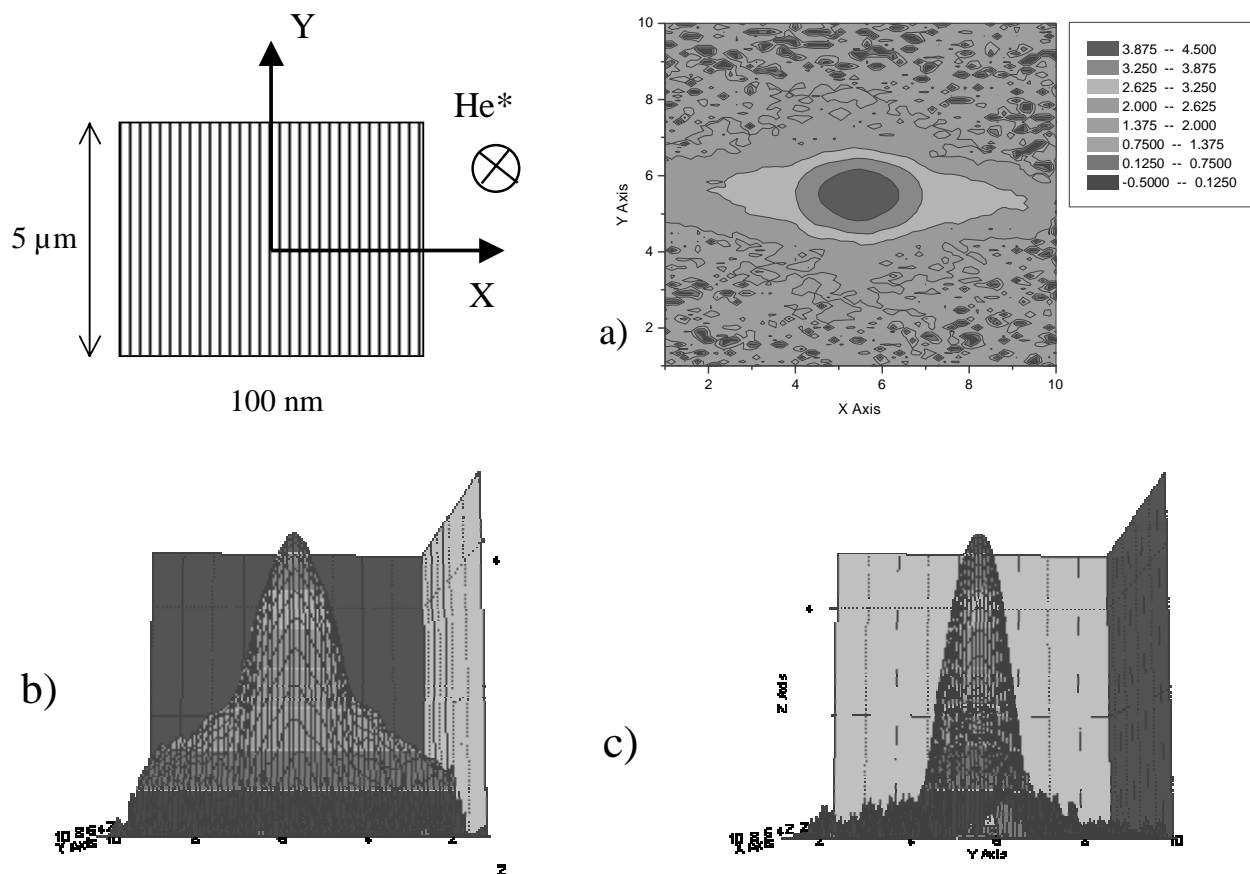 Y
He*
5 μm
X
100 nm
10
8
6
4
2
Y Axis
2
4
6
8
10
X Axis
a)
3.875 -- 4.500
3.250 -- 3.875
2.625 -- 3.250
2.000 -- 2.625
1.375 -- 2.000
0.7500 -- 1.375
0.1250 -- 0.7500
-0.5000 -- 0.1250
b)
c)
Z Axis
Y Axis
10